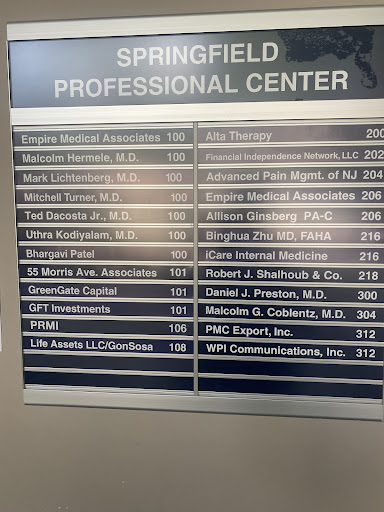 SPRINGFIELD
PROFESSIONAL CENTER
Empire Medical Associates 100
Malcolm Hermele, M.D. 100
Mark Lichtenberg, M.D. 100
Mitchell Turner, M.D. 100
Ted Dacosta Jr., M.D. 100
Uthra Kodiyalam, M.D. 100
Bhargavi Patel 100
55 Morris Ave. Associates 101
GreenGate Capital 101
GFT Investments 101
PRMI 106
Life Assets LLC/GonSosa 108
Alta Therapy 200
Financial Independence Network, LLC 202
Advanced Pain Mgmt. of NJ 204
Empire Medical Associates 206
Allison Ginsberg PA-C 206
Binghua Zhu MD, FAHA 216
iCare Internal Medicine 216
Robert J. Shalhoub & Co. 218
Daniel J. Preston, M.D. 300
Malcolm G. Coblentz, M.D. 304
PMC Export, Inc. 312
WPI Communications, Inc. 312